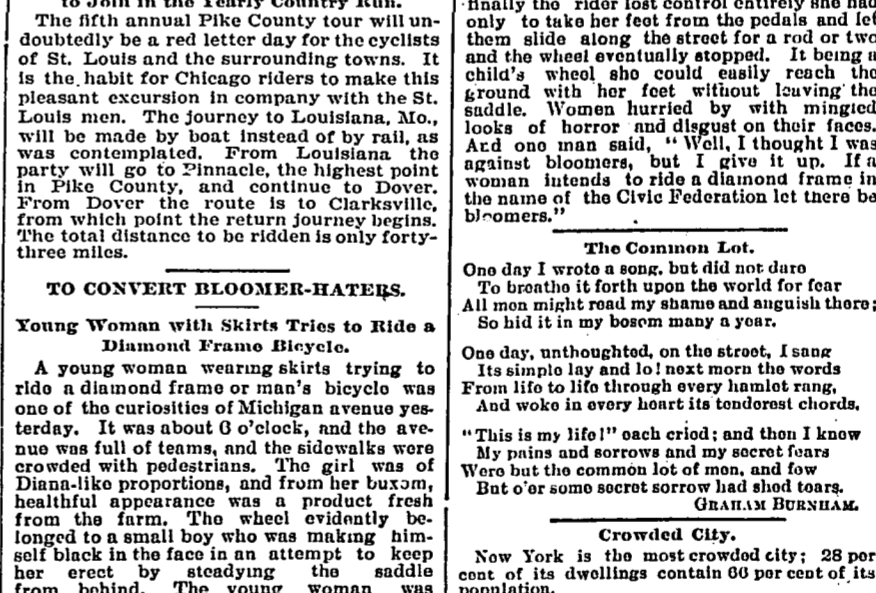 to Join in the Yearly Country Run.
The fifth annual Pike County tour will un-
doubtedly be a red letter day for the cyclists
of St. Louis and the surrounding towns. It
is the habit for Chicago riders to make this
pleasant excursion in company with the St.
Louis men. The journey to Louisiana, Mo.,
will be made by boat instead of by rail, as
was contemplated. From Louisiana the
party will go to Pinnacle, the highest point
in Pike County, and continue to Dover.
From Dover the route is to Clarksville,
from which point the return journey begins.
The total distance to be ridden is only forty-
three miles.
TO CONVERT BLOOMER-HATERS.
Young Woman with Skirts Tries to Ride a
Diamond Frame Bicycle.
A young woman wearing skirts trying to
ride a diamond frame or man's bicycle was
one of the curiosities of Michigan avenue yes-
terday. It was about 6 o'clock, and the ave-
nue was full of teams, and the sidewalks were
crowded with pedestrians. The girl was of
Diana-like proportions, and from her buxom,
healthful appearance was a product fresh
from the farm. The wheel evidently be-
longed to a small boy who was making him-
self black in the face in an attempt to keep
her erect by steadying the saddle
from behind. The young woman was
finally the rider lost control entirely she had
only to take her feet from the pedals and let
them slide along the street for a rod or two
and the wheel eventually stopped. It being a
child's wheel she could easily reach the
ground with her feet without leaving the
saddle. Women hurried by with mingled
looks of horror and disgust on their faces.
And one man said, "Well, I thought I was
against bloomers, but I give it up. If a
woman intends to ride a diamond frame in
the name of the Civic Federation let there be
bloomers."
The Common Lot.
One day I wrote a song, but did not dare
To breathe it forth upon the world for fear
All men might read my shame and anguish there;
So hid it in my bosom many a year.
One day, unthoughted, on the street, I sang
Its simple lay and lo! next morn the words
From life to life through every hamlet rang,
And woke in every heart its tenderest chords,
"This is my life!" each cried; and then I know
My pains and sorrows and my secret fears
Were but the common lot of men, and few
But o'er some secret sorrow had shed tears.
GRAHAM BURNHAM.
Crowded City.
New York is the most crowded city; 28 per
cent of its dwellings contain 66 per cent of its
population.